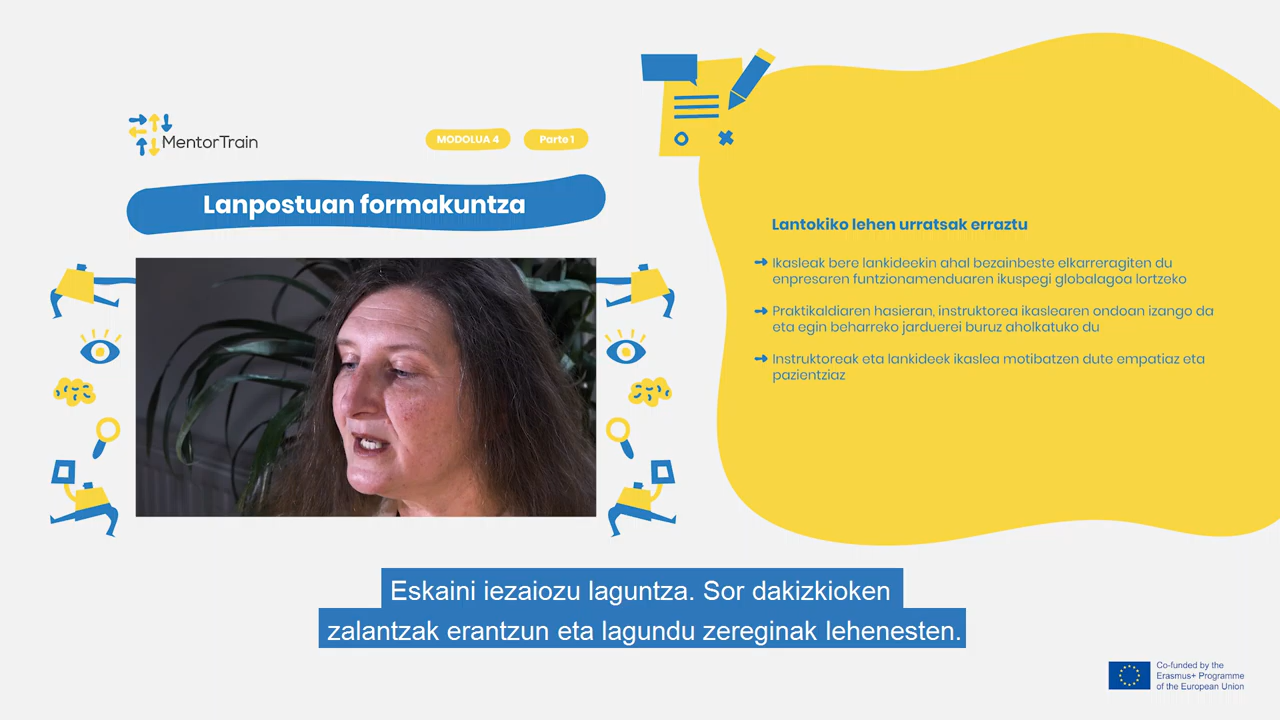 MentorTrain
MODOLUA 4
Parte 1
Lanpostuan formakuntza
Lantokiko lehen urratsak erraztu
Ikasleak bere lankideekin ahal bezainbeste elkarreragiten du
enpresaren funtzionamenduaren ikuspegi globalagoa lortzeko
Praktikaldiaren hasieran, instruktorea ikaslearen ondoan izango da
eta egin beharreko jarduerei buruz aholkatuko du
Instruktoreak eta lankideek ikaslea motibatzen dute empatiaz eta
pazientziaz
Eskaini iezaiozu laguntza. Sor dakizkioken
zalantzak erantzun eta lagundu zereginak lehenesten.
Co-funded by the
Erasmus+ Programme
of the European Union